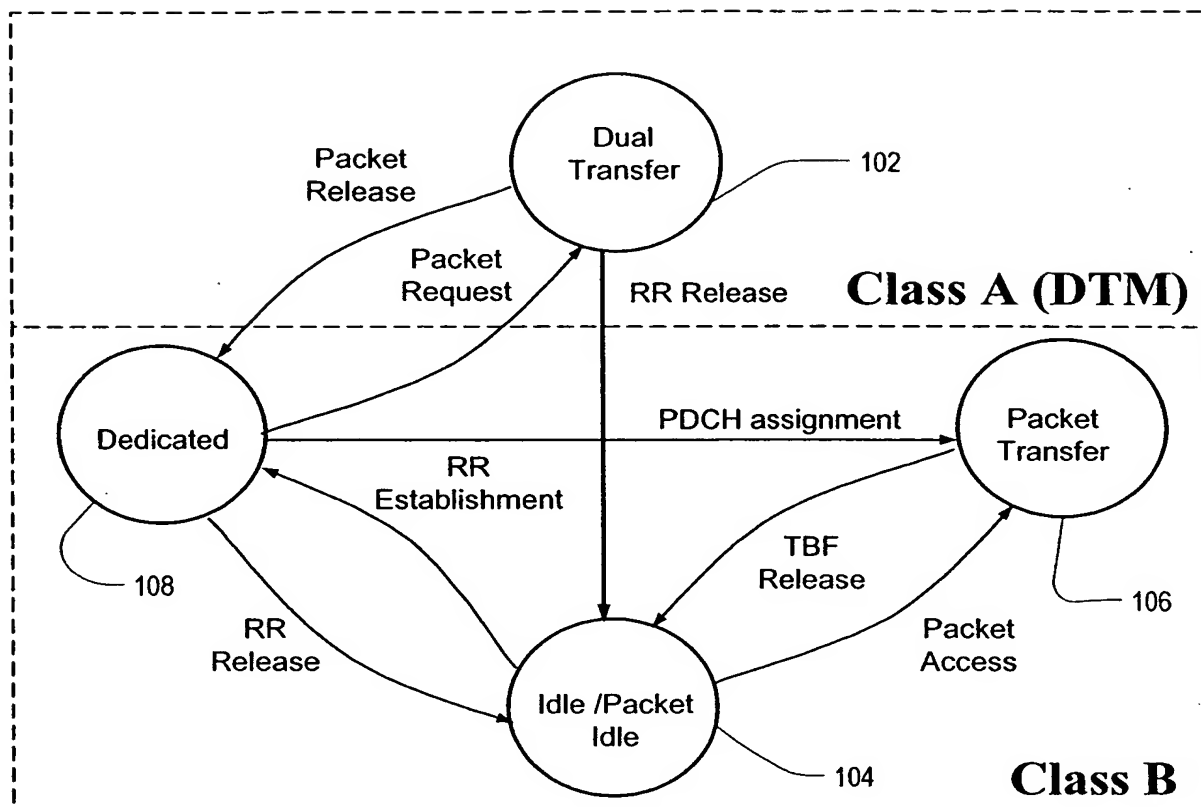 Dual
Transfer
102
Packet
Release
Packet
Request
RR Release
Class A (DTM)
Dedicated
PDCH assignment
Packet
Transfer
RR
Establishment
108
TBF
Release
106
RR
Release
Packet
Access
Idle /Packet
Idle
104
Class B